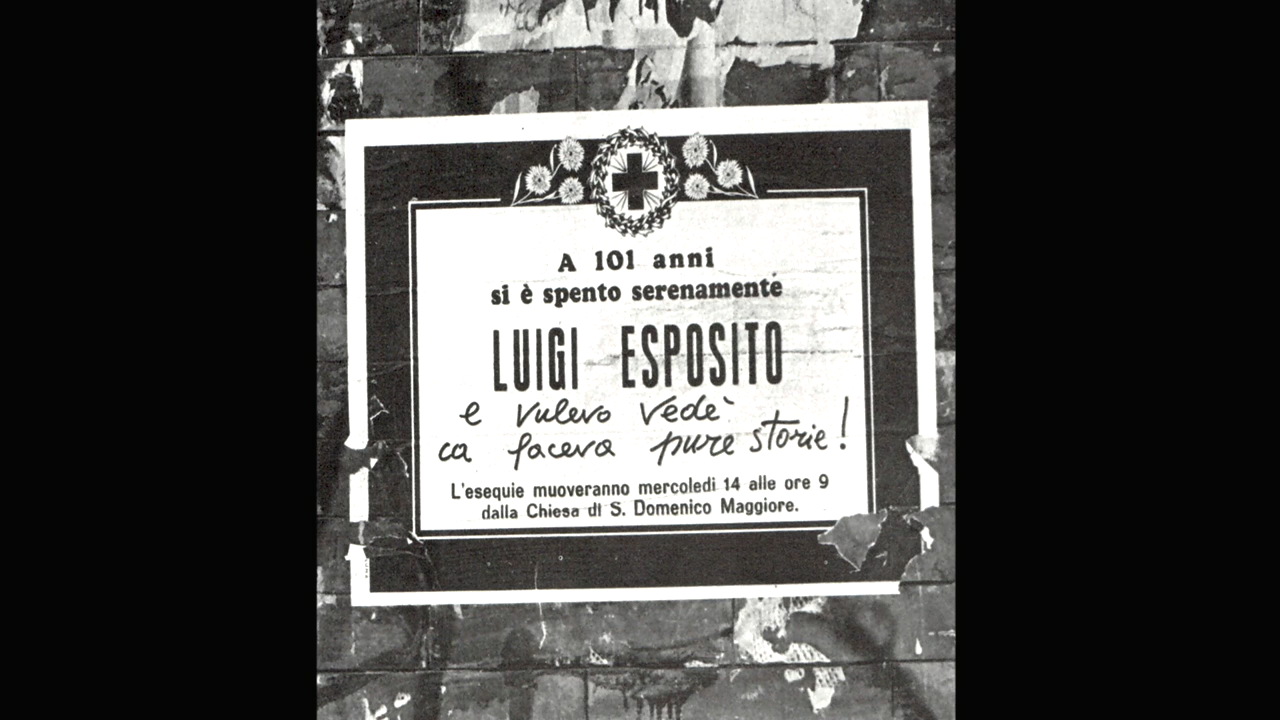 A 101 anni
si è spento serenamente
LUIGI ESPOSITO
e vulevo vedè
ca faceva pure storie!
L'esequie muoveranno mercoledi 14 alle ore 9
dalla Chiesa di S. Domenico Maggiore.